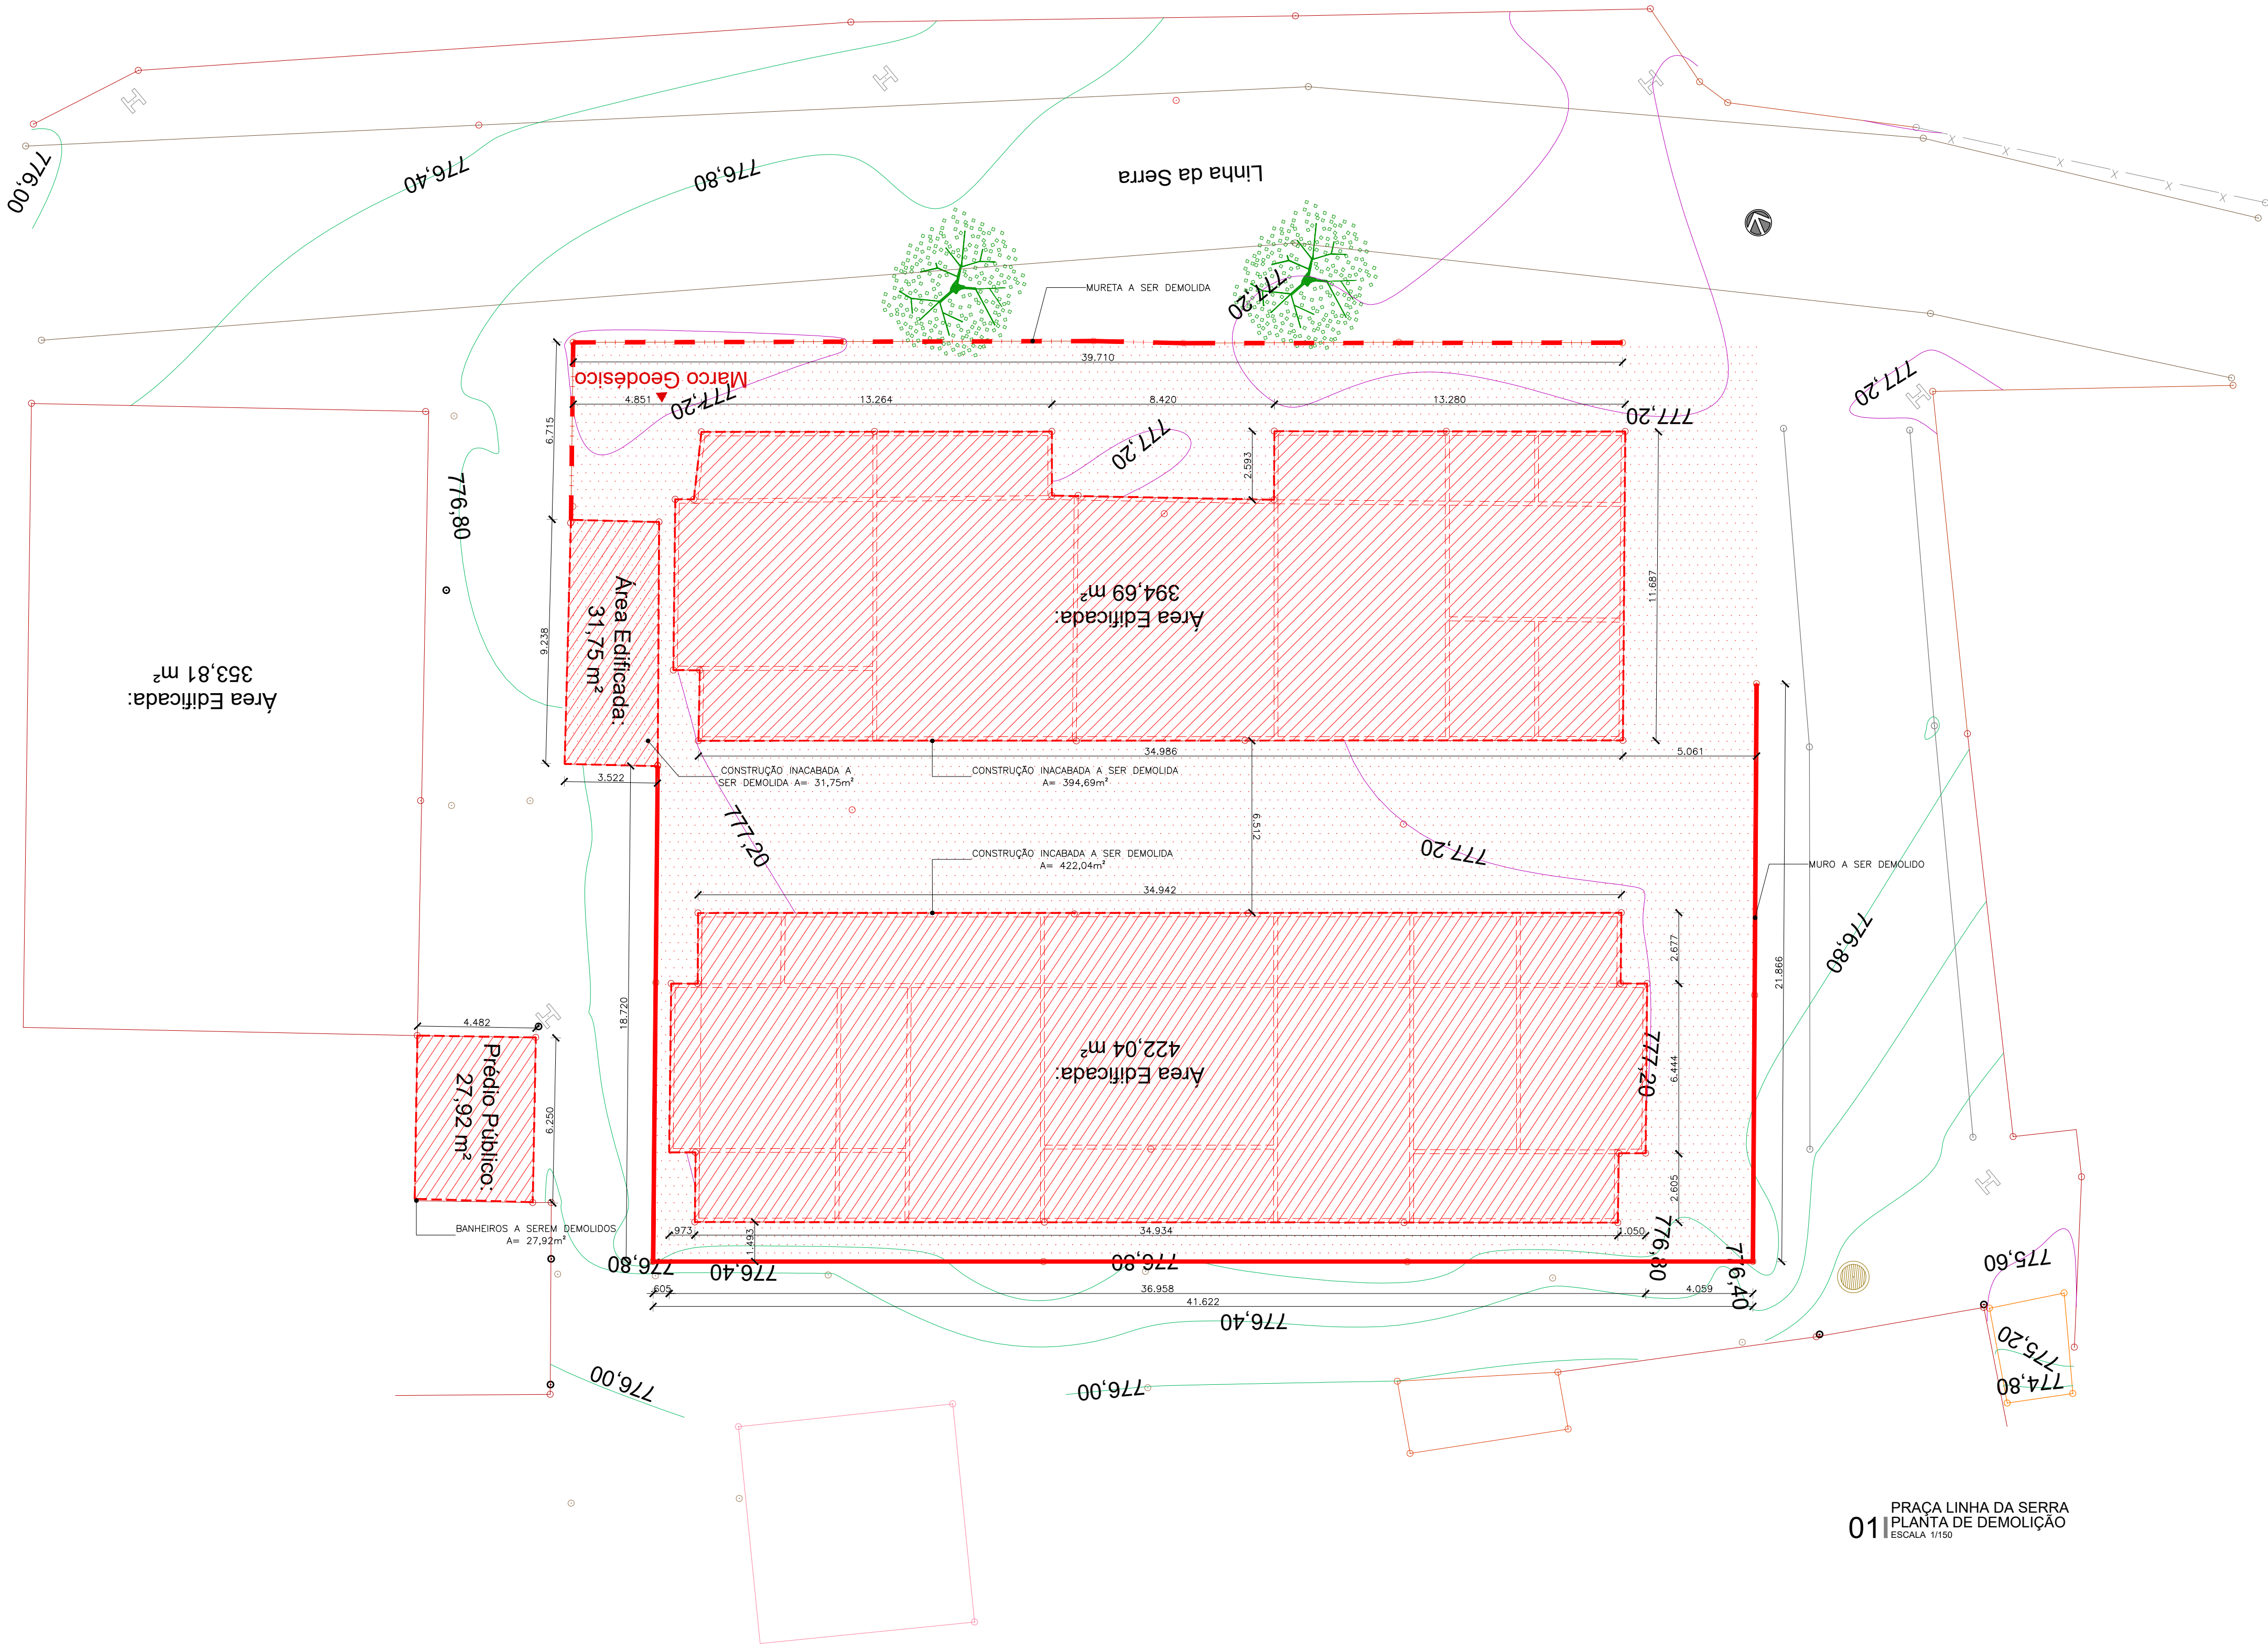 776,00
776,40
776,80
Linha da Serra
MURETA A SER DEMOLIDA
777,20
39.710
Marco Geodésico
777,20
4.851
13.264
8.420
13.280
777,20
777,20
777,20
6.715
2.593
776,80
11.687
9.238
Área Edificada:
31,75 m²
Área Edificada:
394,69 m²
Área Edificada:
353,81 m²
34.986
5.061
3.522
CONSTRUÇÃO INACABADA A
SER DEMOLIDA A= 31,75m²
CONSTRUÇÃO INACABADA A SER DEMOLIDA
A= 394,69m²
777,20
6.512
777,20
CONSTRUÇÃO INCABADA A SER DEMOLIDA
A= 422,04m²
MURO A SER DEMOLIDO
34.942
2.677
776,80
21.866
18.720
4.482
Prédio Público:
27,92 m²
6.250
Área Edificada:
422,04 m²
777,20
6.444
2.605
BANHEIROS A SEREM DEMOLIDOS
A= 27,92m²
.973
1.493
34.934
1.050
776,80
776,40
776,80
776,80
776,40
.605
36.958
4.059
41.622
776,40
776,00
776,00
775,60
775,20
774,80
01
PRAÇA LINHA DA SERRA
PLANTA DE DEMOLIÇÃO
ESCALA 1/150